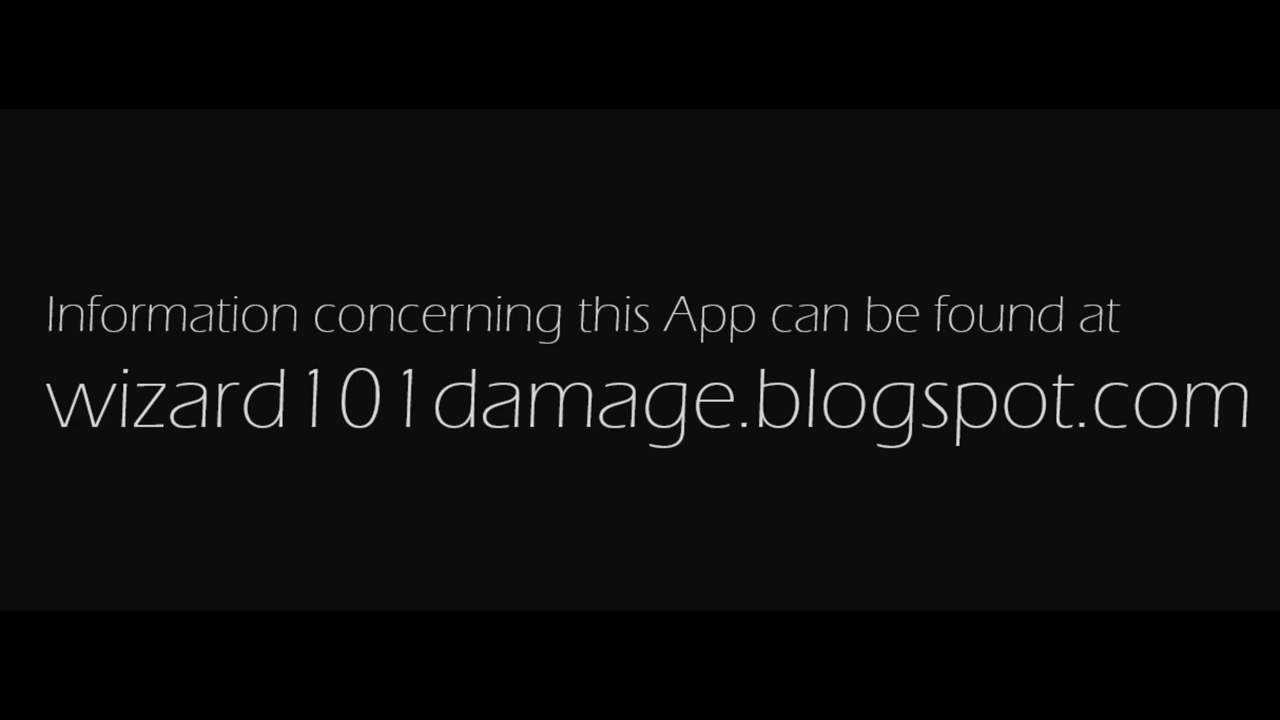 Information concerning this App can be found at
wizard101damage.blogspot.com